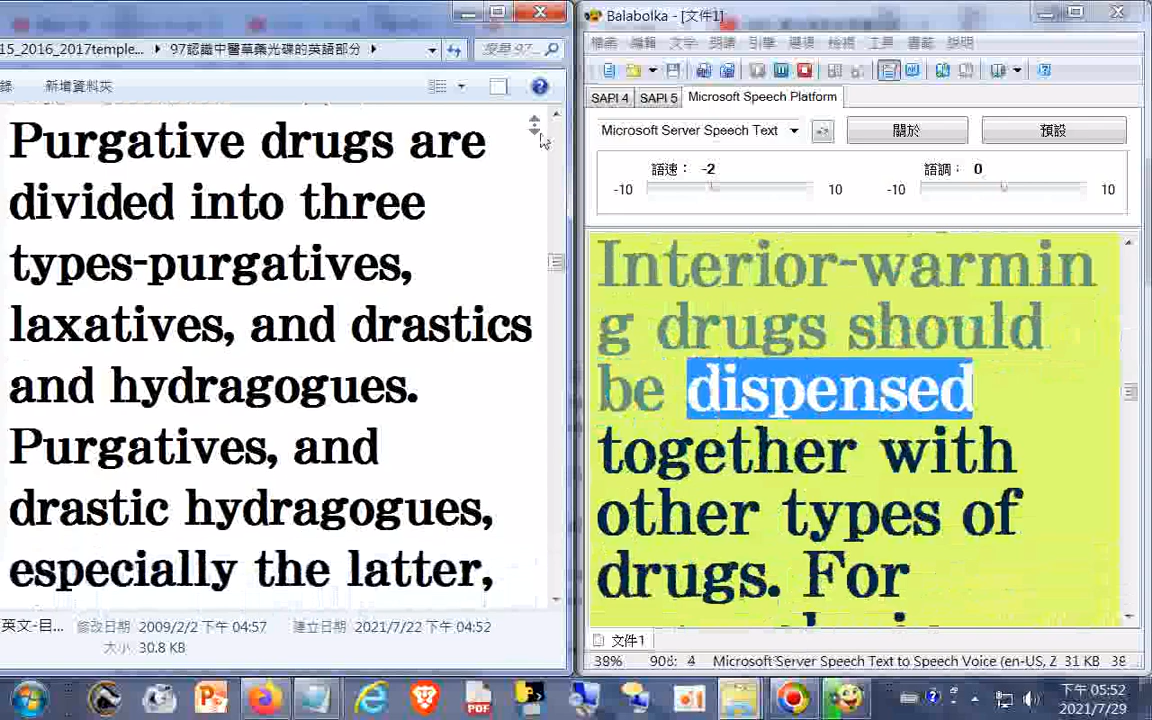 15_2016_2017temple... 97認識中醫草藥光碟的英語部分
搜尋 97...
錄 新增資料夾
Purgative drugs are
divided into three
types-purgatives,
laxatives, and drastics
and hydragogues.
Purgatives, and
drastic hydragogues,
especially the latter,
英文-目... 修改日期 2009/2/2 下午 04:57 建立日期 2021/7/22 下午 04:52
大小 30.8 KB
Balabolka - [文件1]
檔案 編輯 文字 朗讀 引擎 選項 檢視 工具 書籤 說明
SAPI 4 SAPI 5 Microsoft Speech Platform
Microsoft Server Speech Text 關於 預設
語速： -2 語調： 0
-10 10 -10 10
Interior-warmin
g drugs should
be dispensed
together with
other types of
drugs. For
文件1
38% 906: 4 Microsoft Server Speech Text to Speech Voice (en-US, Z 31 KB 38
PDF
下午 05:52
2021/7/29